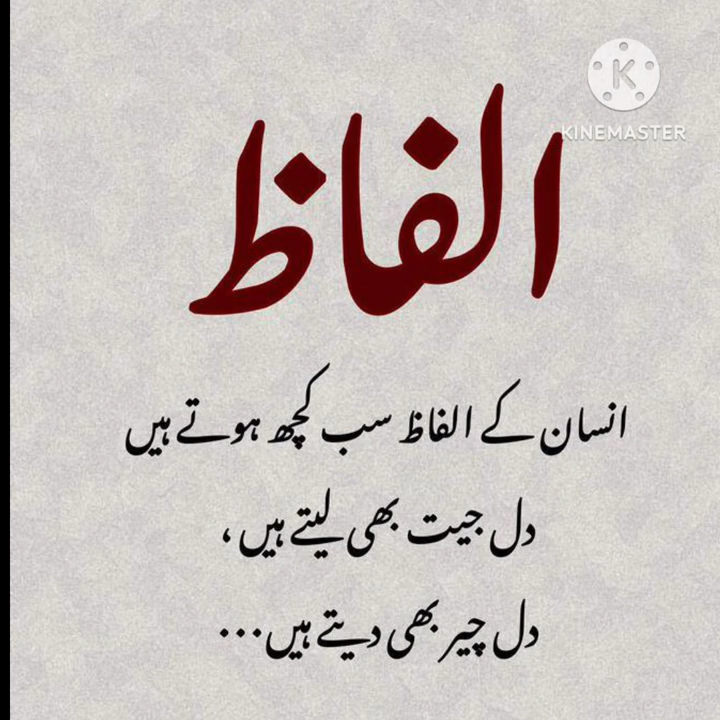 K
KINEMASTER
الفاظ
انسان کے الفاظ سب کچھ ہوتے ہیں
دل جیت بھی لیتے ہیں ،
دل چیر بھی دیتے ہیں...